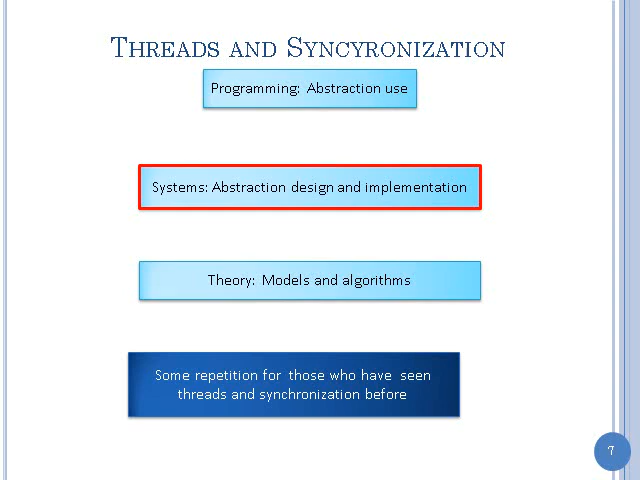 THREADS AND SYNCYRONIZATION
Programming: Abstraction use
Systems: Abstraction design and implementation
Theory: Models and algorithms
Some repetition for those who have seen
threads and synchronization before
7